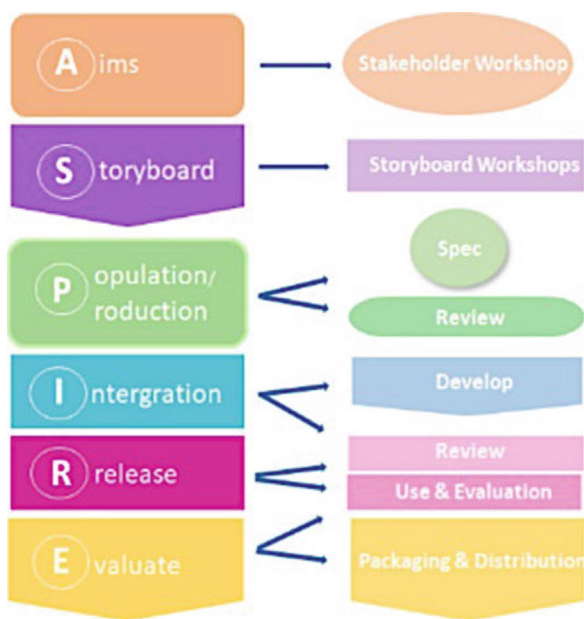 A ims
Stakeholder Workshop
S toryboard
Storyboard Workshops
P opulation/
roduction
Spec
Review
I ntergration
Develop
R release
Review
Use & Evaluation
E valuate
Packaging & Distribution